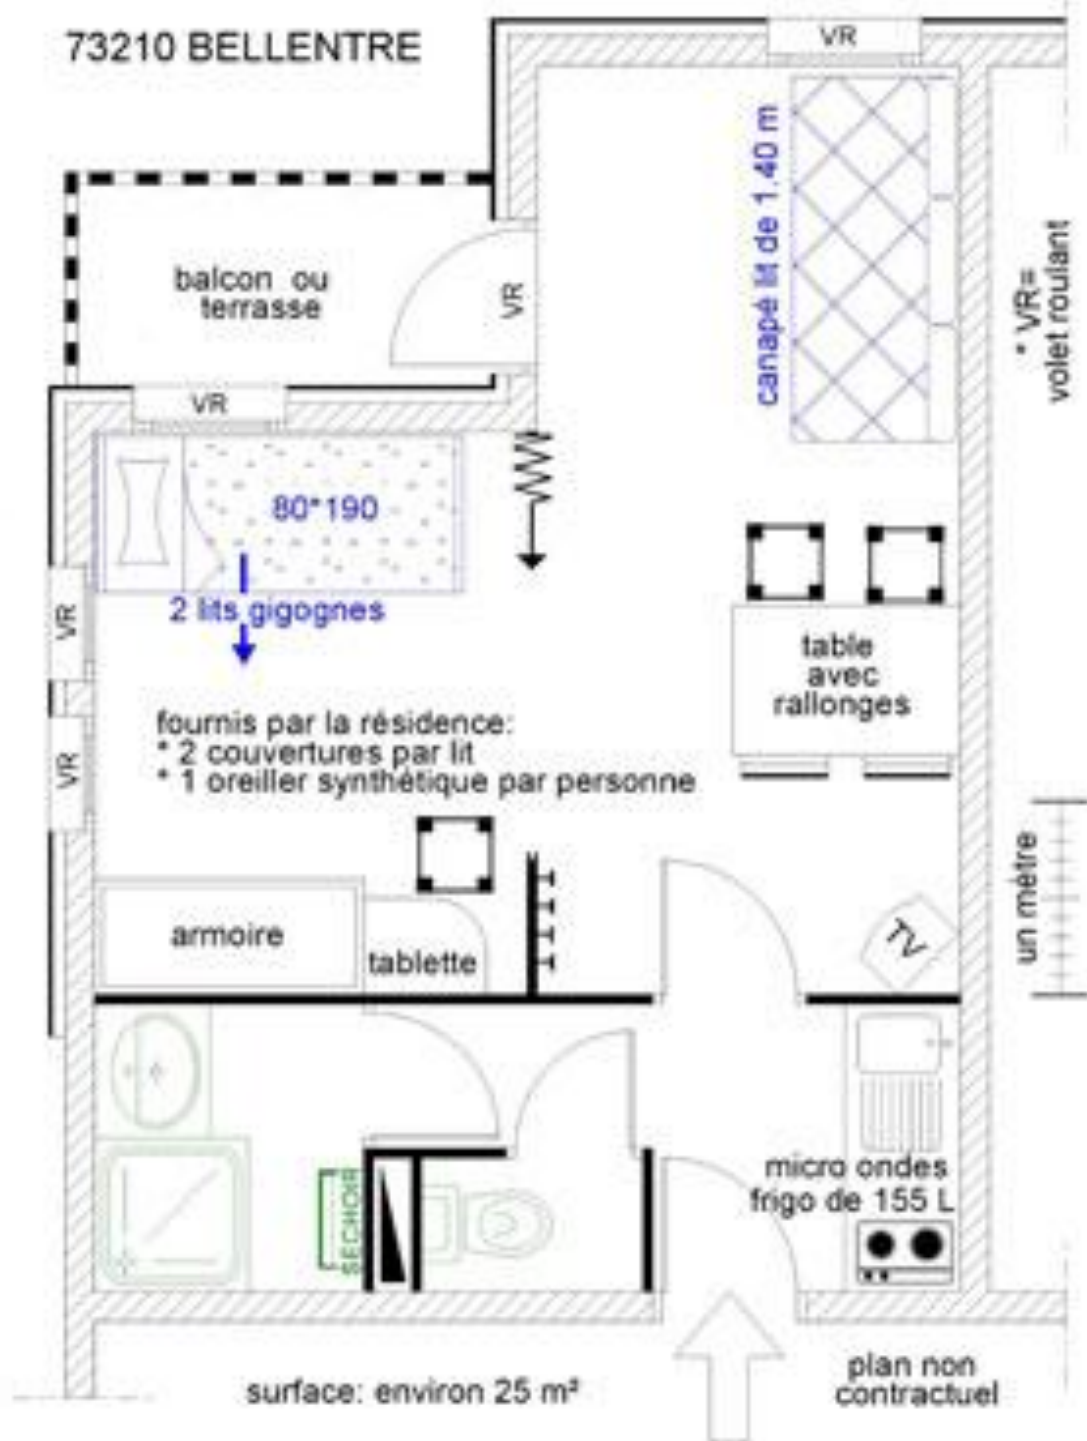 73210 BELLENTRE
VR
canapé lit de 1.40 m
balcon ou
terrasse
VR
* VR=
volet roulant
VR
80*190
2 lits gigognes
VR
table
avec
rallonges
fournis par la résidence:
* 2 couvertures par lit
* 1 oreiller synthétique par personne
VR
un mètre
armoire
tablette
TV
micro ondes
frigo de 155 L
SECHOIR
surface: environ 25 m²
plan non
contractuel